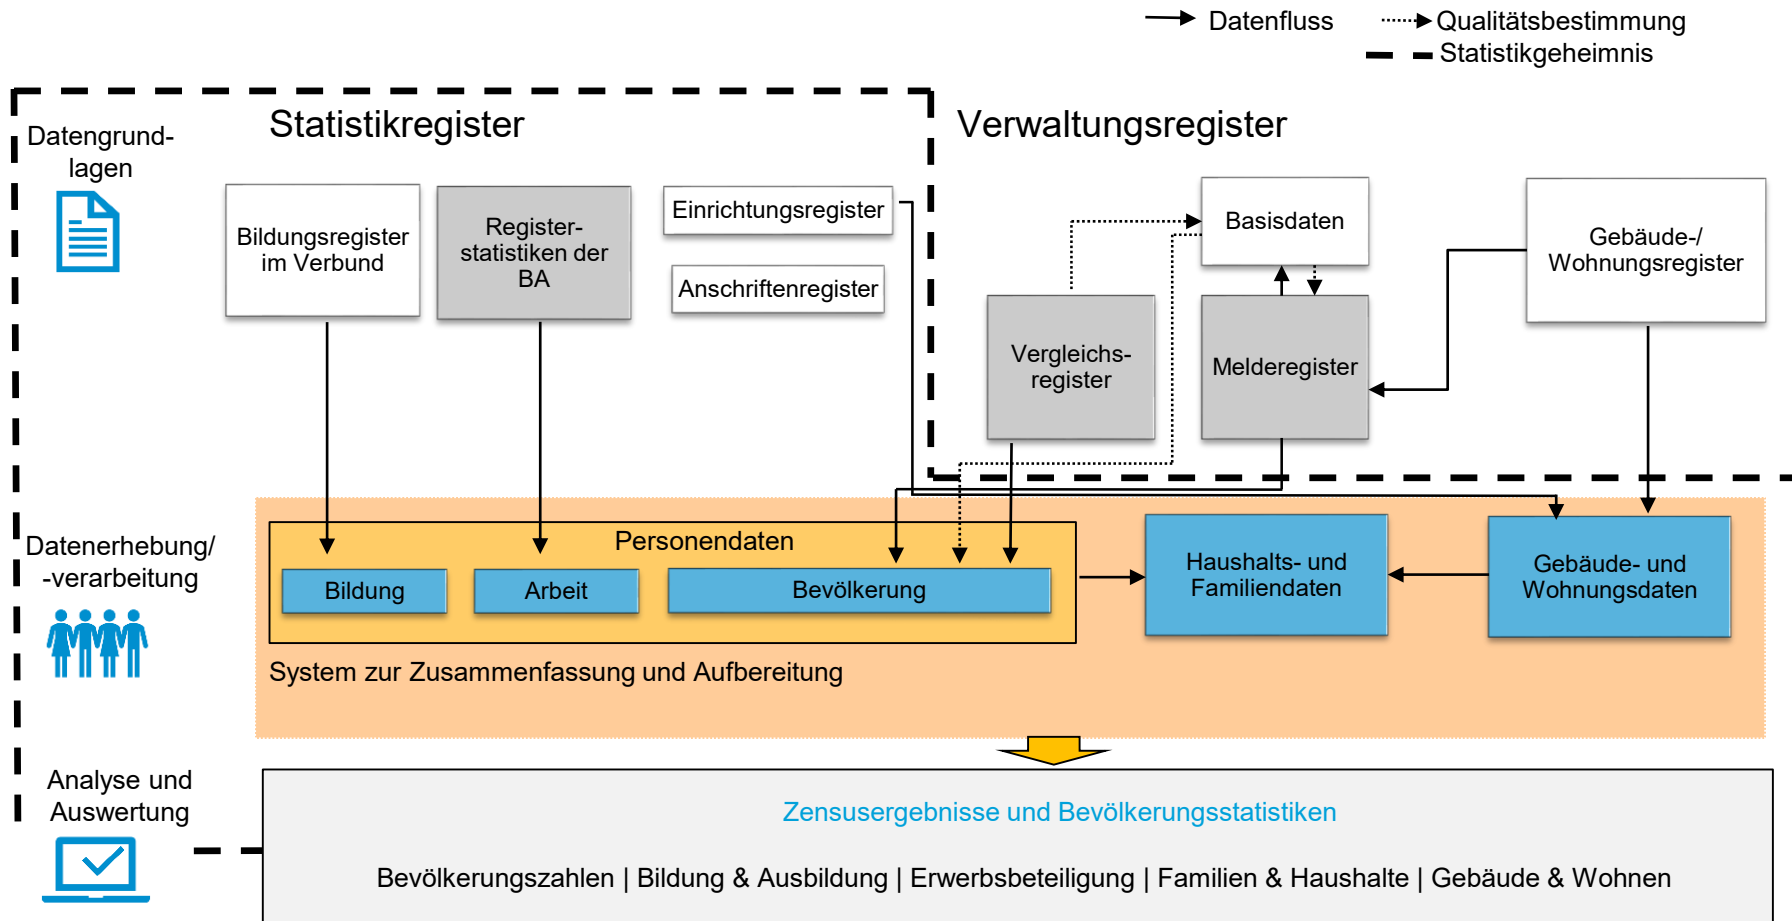 Datenfluss
Qualitätsbestimmung
Statistikgeheimnis
Statistikregister
Verwaltungsregister
Datengrund-
lagen
Bildungsregister
im Verbund
Register-
statistiken der
BA
Einrichtungsregister
Anschriftenregister
Basisdaten
Gebäude-/
Wohnungsregister
Vergleichs-
register
Melderegister
Datenerhebung/
-verarbeitung
Personendaten
Bildung
Arbeit
Bevölkerung
Haushalts- und
Familiendaten
Gebäude- und
Wohnungsdaten
System zur Zusammenfassung und Aufbereitung
Analyse und
Auswertung
Zensusergebnisse und Bevölkerungsstatistiken
Bevölkerungszahlen | Bildung & Ausbildung | Erwerbsbeteiligung | Familien & Haushalte | Gebäude & Wohnen